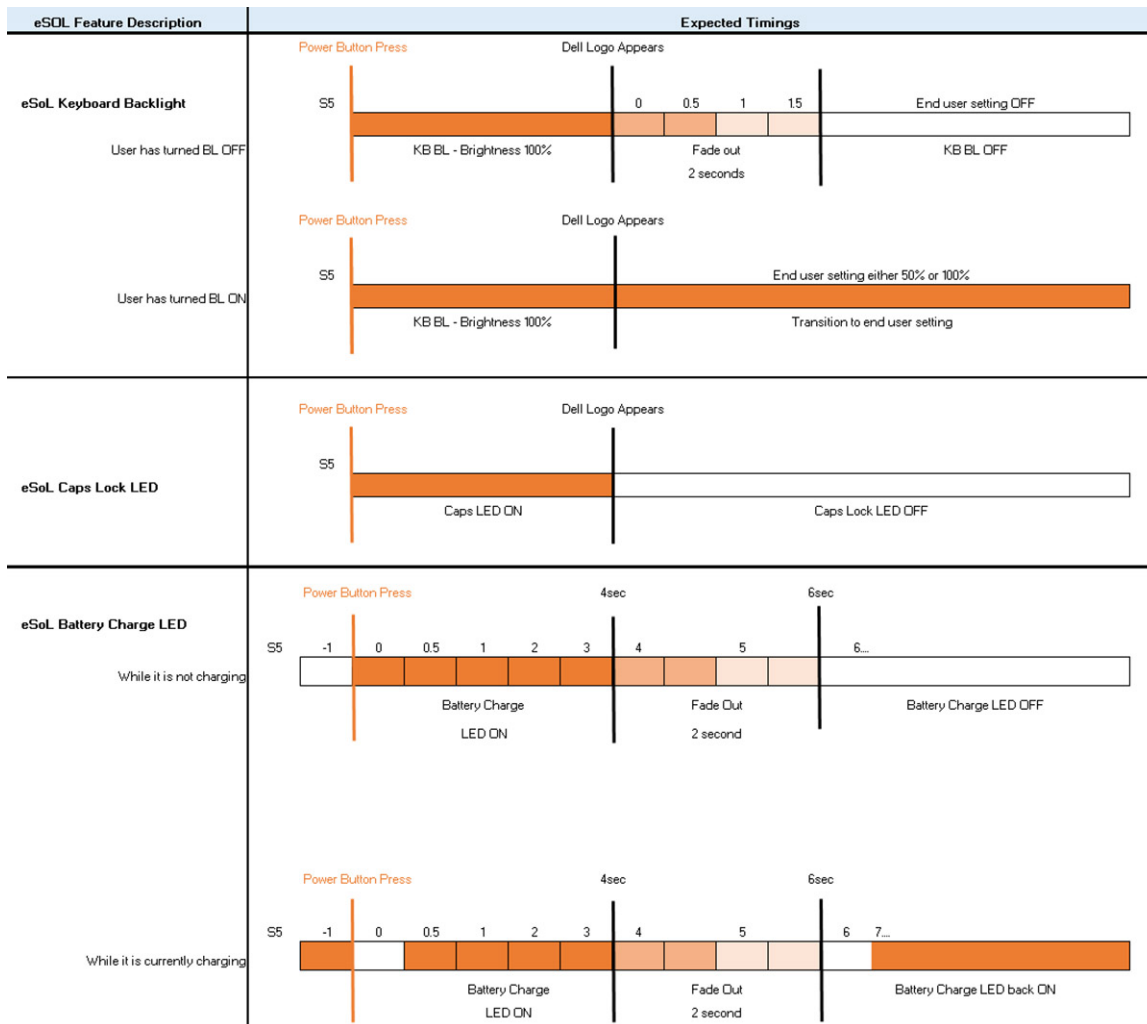 eSOL Feature Description
Expected Timings
Power Button Press
Dell Logo Appears
eSoL Keyboard Backlight
S5
0 0.5 1 1.5
End user setting OFF
User has turned BL OFF
KB BL - Brightness 100%
Fade out
KB BL OFF
2 seconds
Power Button Press
Dell Logo Appears
S5
End user setting either 50% or 100%
User has turned BL ON
KB BL - Brightness 100%
Transition to end user setting
Power Button Press
Dell Logo Appears
S5
eSoL Caps Lock LED
Caps LED ON
Caps Lock LED OFF
Power Button Press
4sec
6sec
eSoL Battery Charge LED
S5
-1 0 0.5 1 2 3 4 5 6...
While it is not charging
Battery Charge
Fade Out
Battery Charge LED OFF
LED ON
2 second
Power Button Press
4sec
6sec
S5
-1 0 0.5 1 2 3 4 5 6 7....
While it is currently charging
Battery Charge
Fade Out
Battery Charge LED back ON
LED ON
2 second